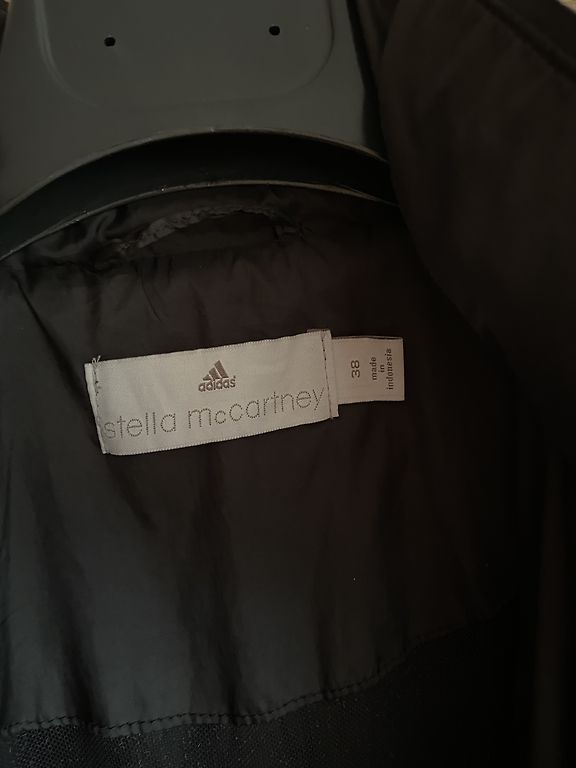 adidas
stella mccartney
38
made
in
indonesia